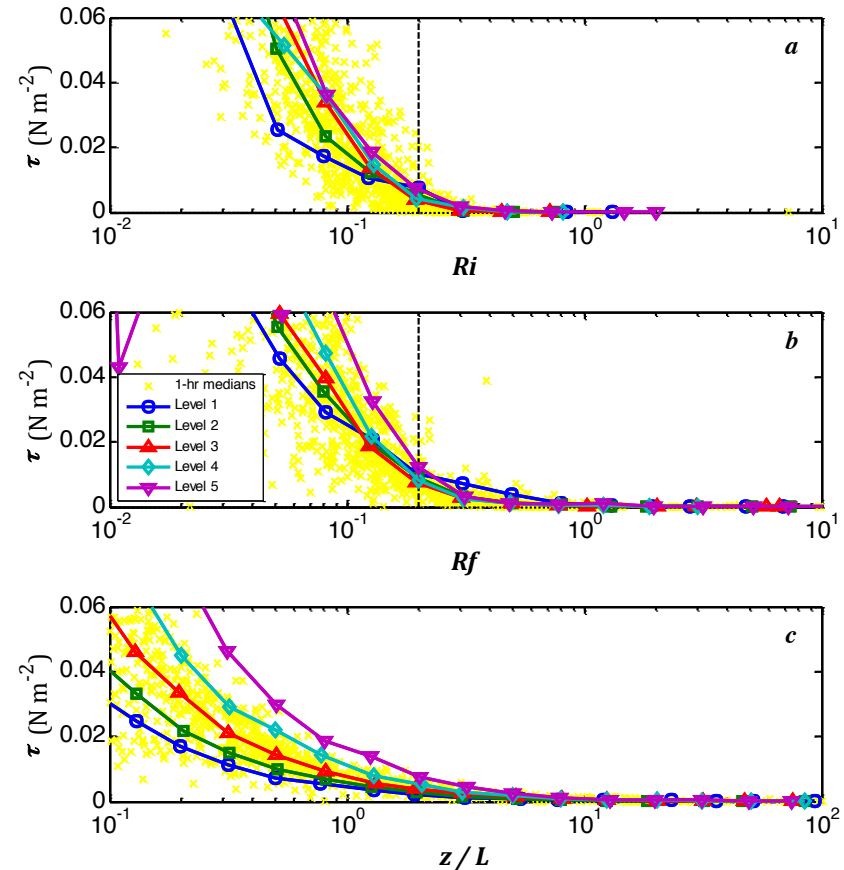 0.06
0.04
0.02
0
τ (N m⁻²)
a
10⁻² 10⁻¹ 10⁰ 10¹
Ri
0.06
0.04
0.02
0
τ (N m⁻²)
b
1-hr medians
Level 1
Level 2
Level 3
Level 4
Level 5
10⁻² 10⁻¹ 10⁰ 10¹
Rf
0.06
0.04
0.02
0
τ (N m⁻²)
c
10⁻¹ 10⁰ 10¹ 10²
z / L